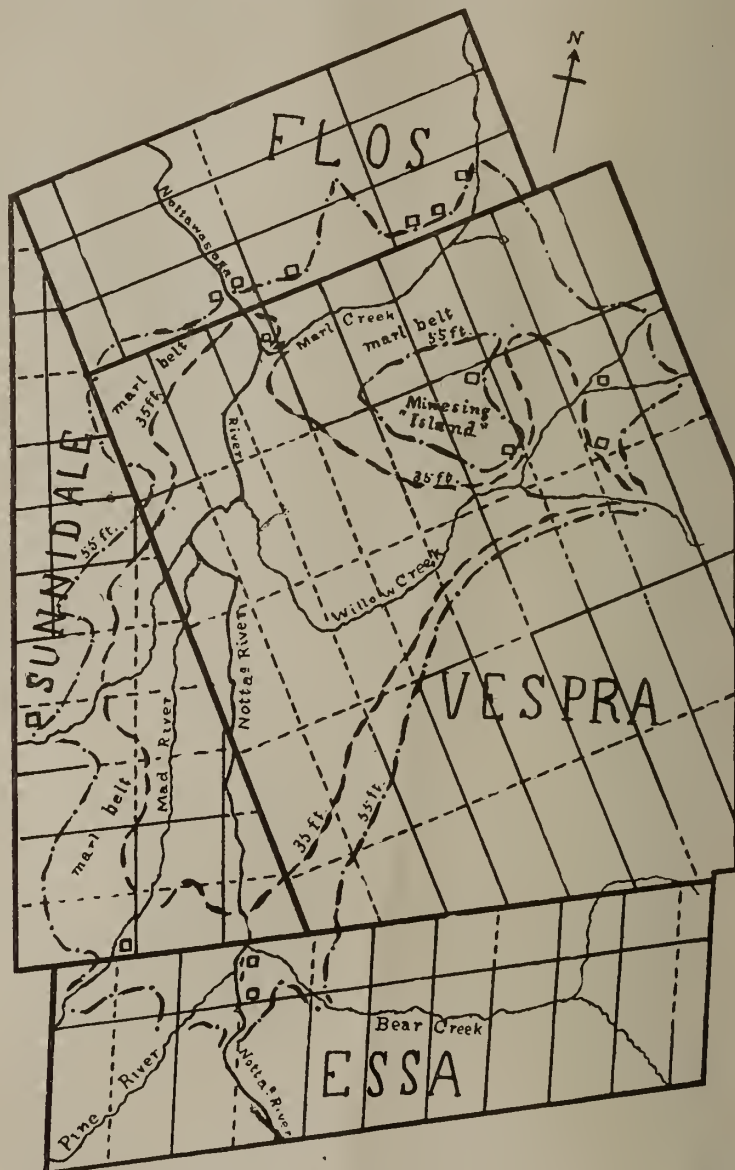 N
FLOS
Nottawasaga
River
Marl Creek
marl belt
55 ft.
marl belt
35 ft.
Minesing
"Island"
35 ft.
SUNNIDALE
55 ft.
Willow Creek
Notta⁠ᵃ River
Mad River
VESPRA
marl belt
35 ft.
55 ft.
Bear Creek
Pine River
Nottaᵃ River
ESSA